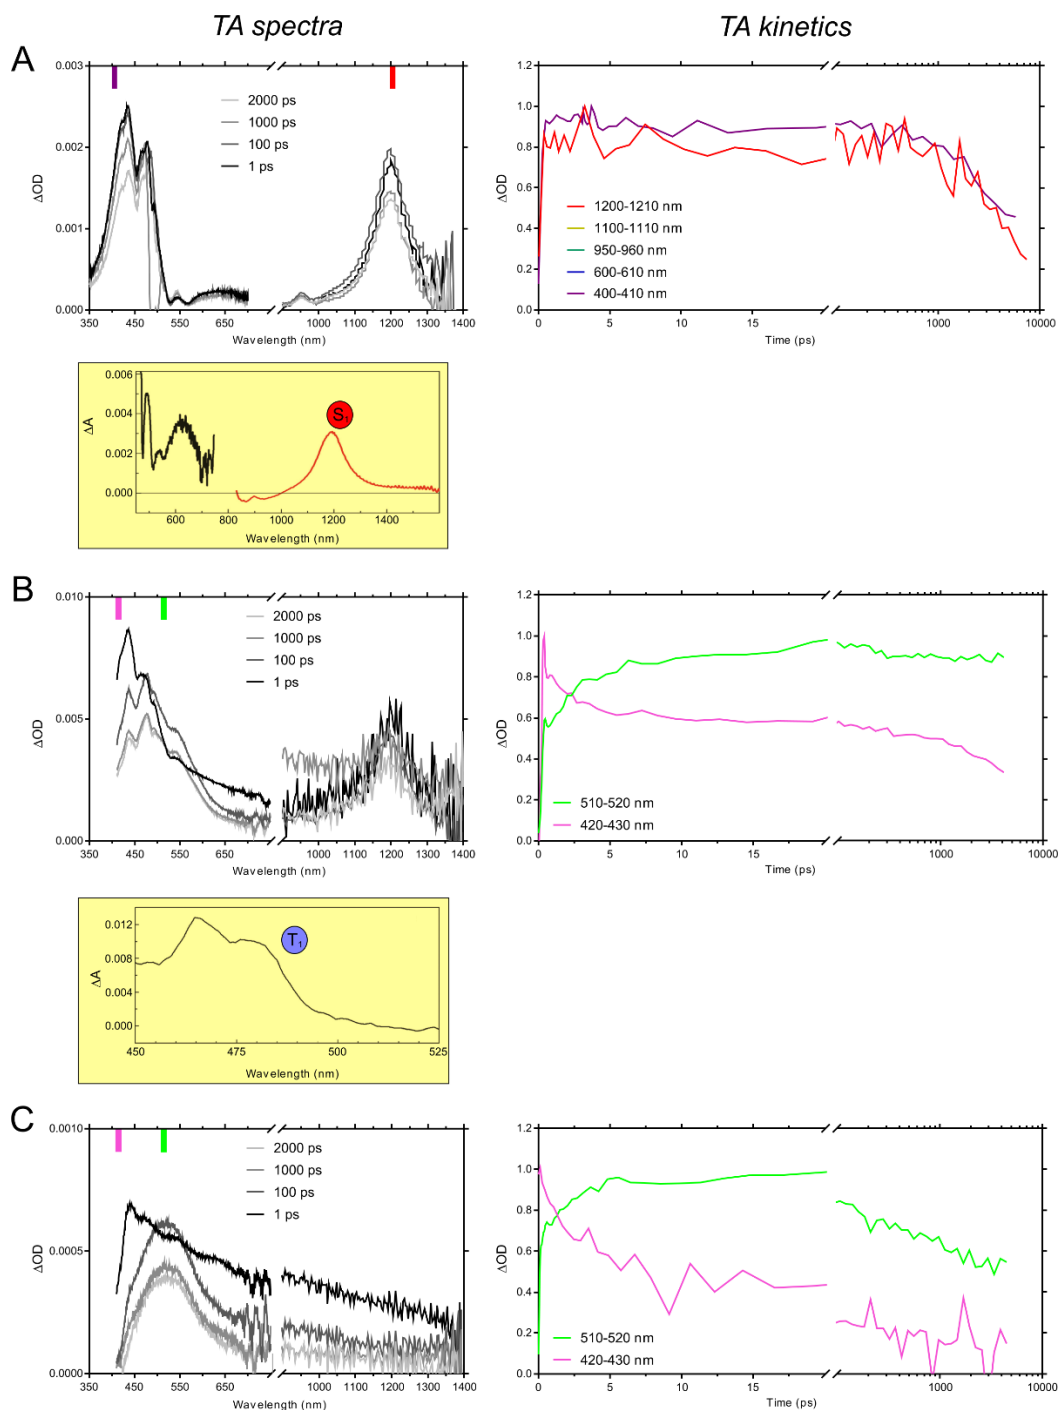 TA spectra
TA kinetics
A
0.003
0.002
0.001
0.000
ΔOD
350 450 550 650 1000 1100 1200 1300 1400
Wavelength (nm)
2000 ps
1000 ps
100 ps
1 ps
1.2
1.0
0.8
0.6
0.4
0.2
0.0
ΔOD
0 5 10 15 20 1000 10000
Time (ps)
1200-1210 nm
1100-1110 nm
950-960 nm
600-610 nm
400-410 nm
0.006
0.004
0.002
0.000
ΔA
600 800 1000 1200 1400
Wavelength (nm)
S1
B
0.010
0.005
0.000
ΔOD
350 450 550 650 1000 1100 1200 1300 1400
Wavelength (nm)
2000 ps
1000 ps
100 ps
1 ps
1.2
1.0
0.8
0.6
0.4
0.2
0.0
ΔOD
0 5 10 15 20 1000 10000
Time (ps)
510-520 nm
420-430 nm
0.012
0.008
0.004
0.000
ΔA
450 475 500 525
Wavelength (nm)
T1
C
0.0010
0.0005
0.0000
ΔOD
350 450 550 650 1000 1100 1200 1300 1400
Wavelength (nm)
2000 ps
1000 ps
100 ps
1 ps
1.2
1.0
0.8
0.6
0.4
0.2
0.0
ΔOD
0 5 10 15 20 1000 10000
Time (ps)
510-520 nm
420-430 nm